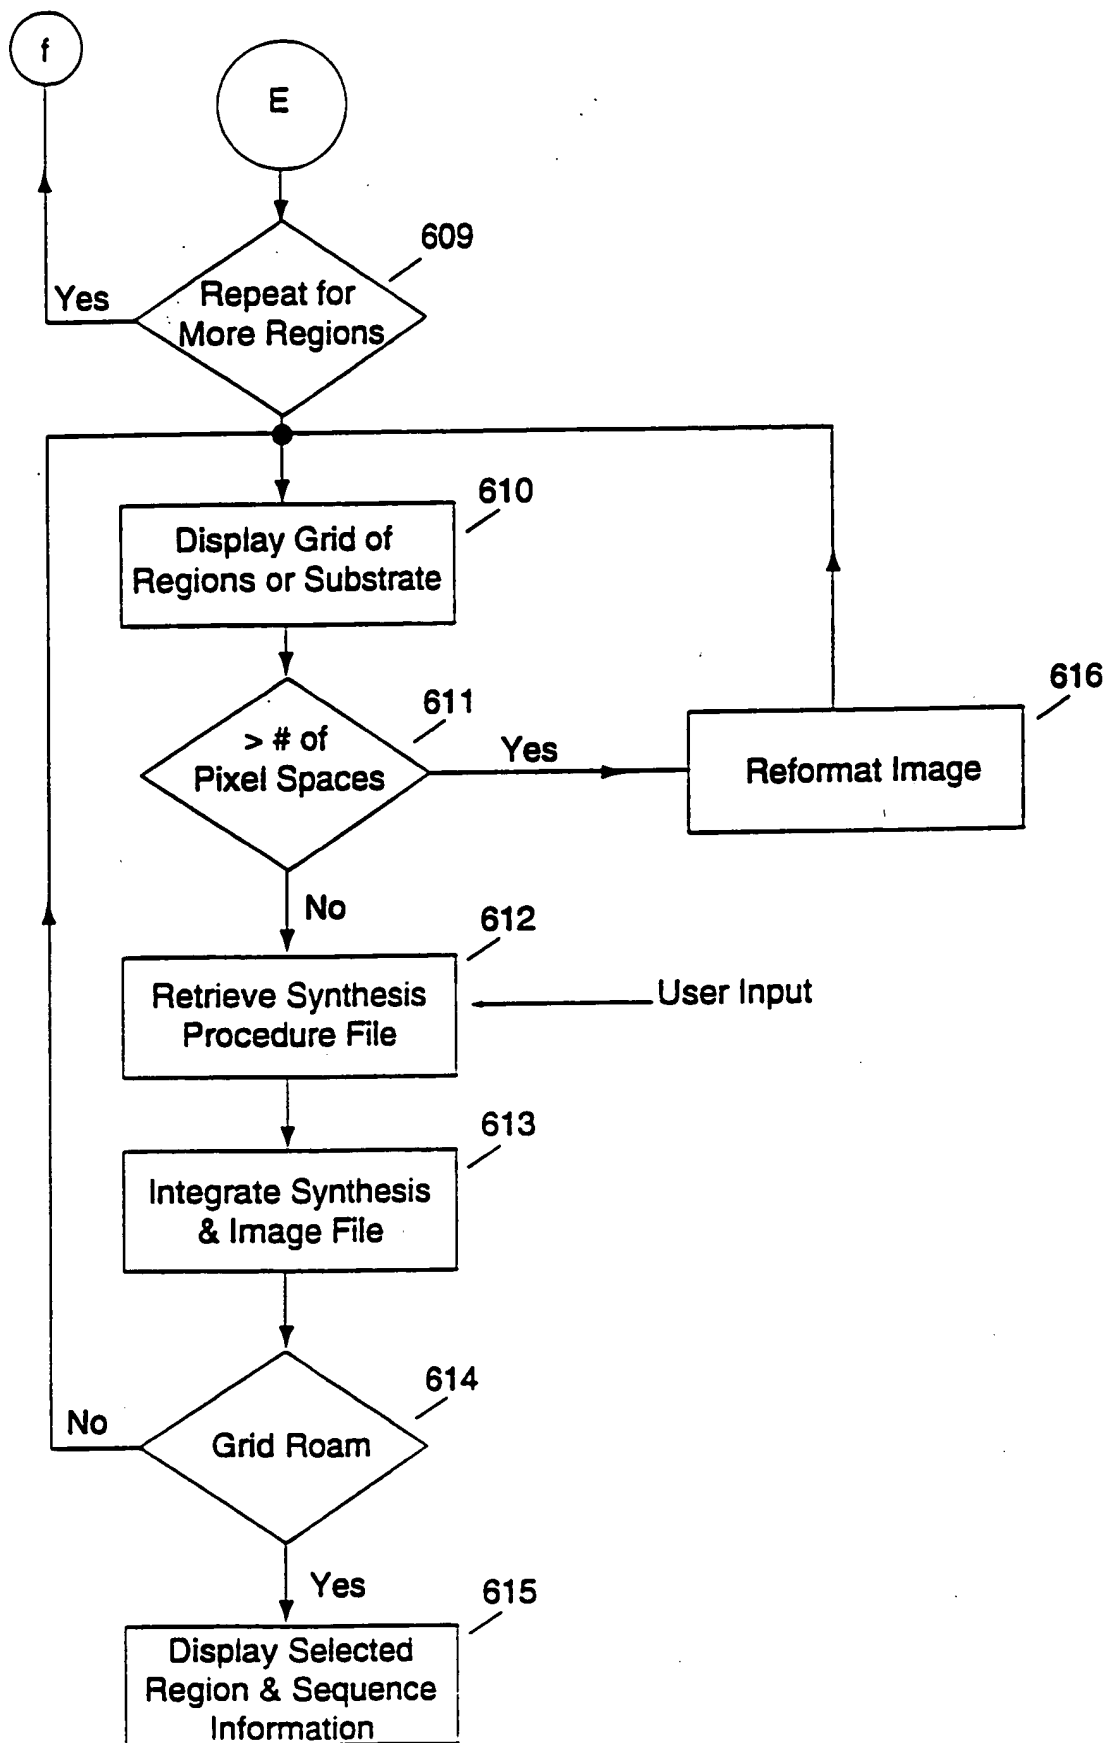 f
E
609
Yes
Repeat for
More Regions
610
Display Grid of
Regions or Substrate
616
611
> # of
Pixel Spaces
Yes
Reformat Image
No
612
Retrieve Synthesis
Procedure File
User Input
613
Integrate Synthesis
& Image File
614
No
Grid Roam
Yes
615
Display Selected
Region & Sequence
Information